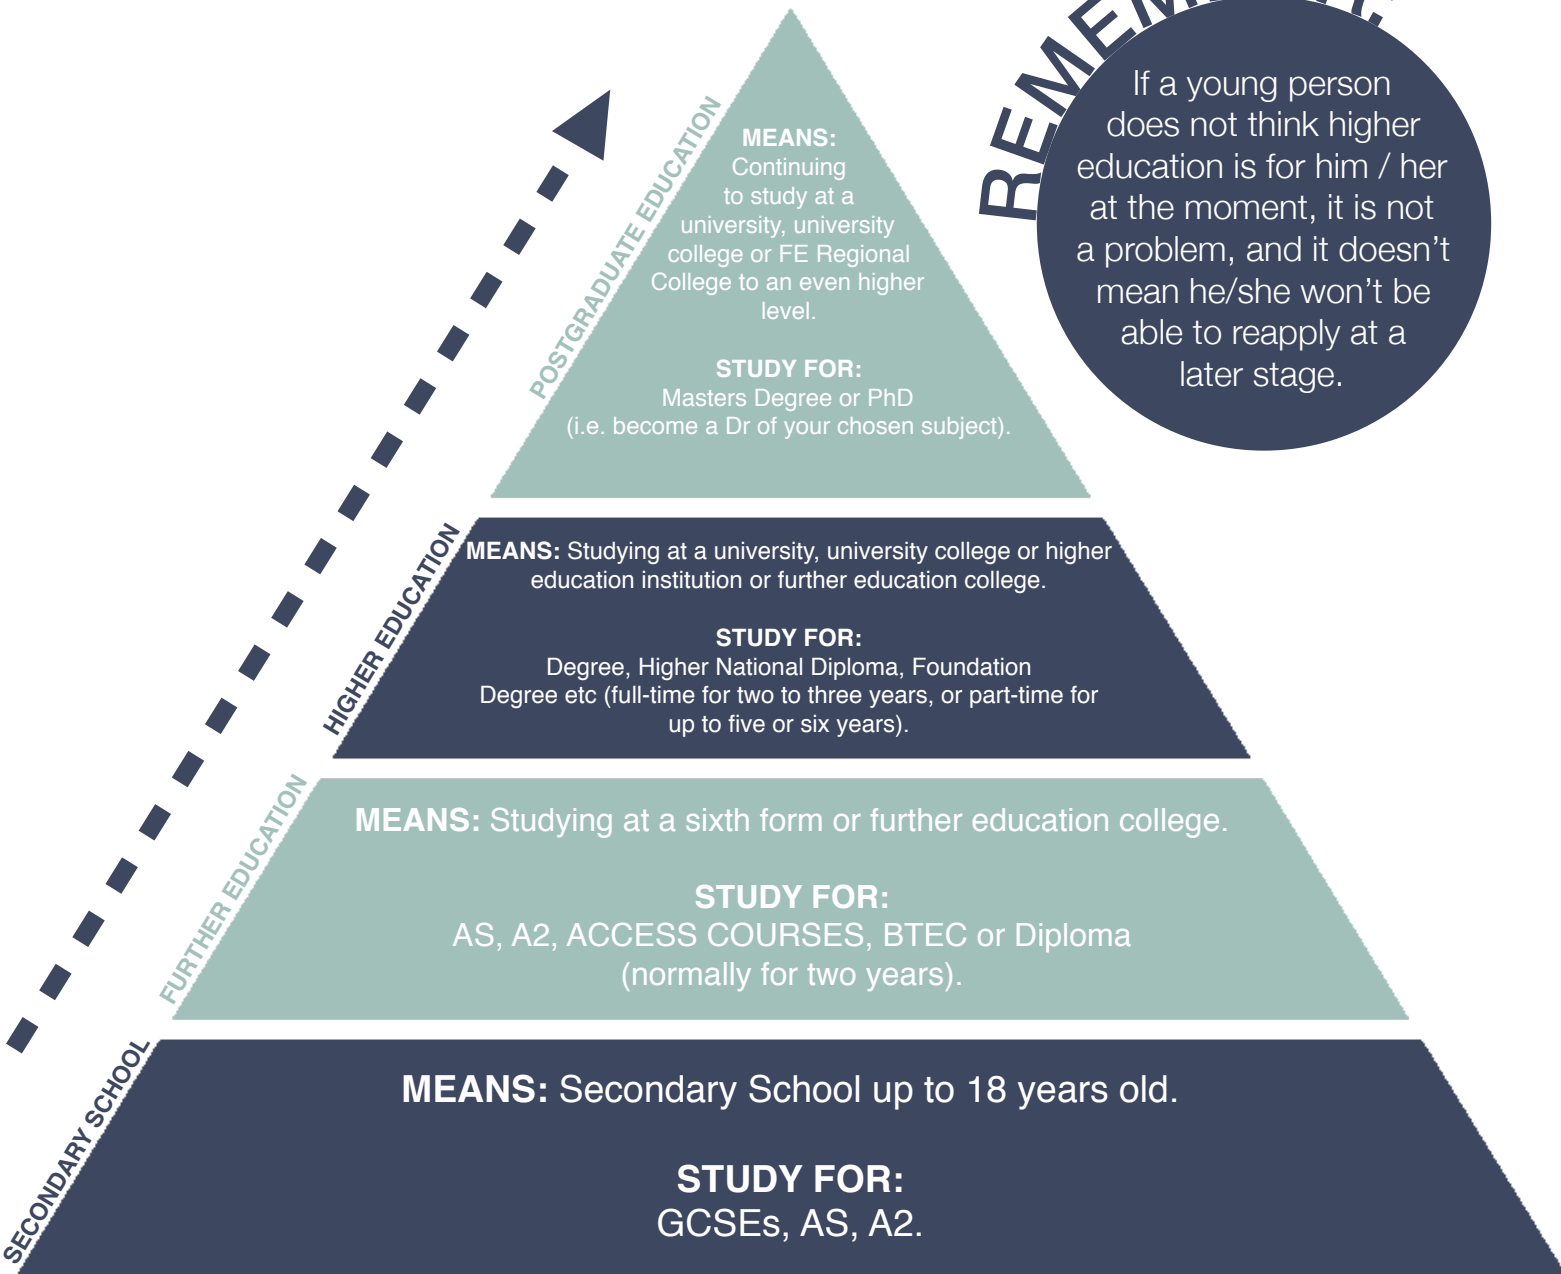 POSTGRADUATE EDUCATION
MEANS:
Continuing
to study at a
university, university
college or FE Regional
College to an even higher
level.
STUDY FOR:
Masters Degree or PhD
(i.e. become a Dr of your chosen subject).
If a young person
does not think higher
education is for him / her
at the moment, it is not
a problem, and it doesn't
mean he/she won't be
able to reapply at a
later stage.
HIGHER EDUCATION
MEANS: Studying at a university, university college or higher
education institution or further education college.
STUDY FOR:
Degree, Higher National Diploma, Foundation
Degree etc (full-time for two to three years, or part-time for
up to five or six years).
FURTHER EDUCATION
MEANS: Studying at a sixth form or further education college.
STUDY FOR:
AS, A2, ACCESS COURSES, BTEC or Diploma
(normally for two years).
SECONDARY SCHOOL
MEANS: Secondary School up to 18 years old.
STUDY FOR:
GCSEs, AS, A2.